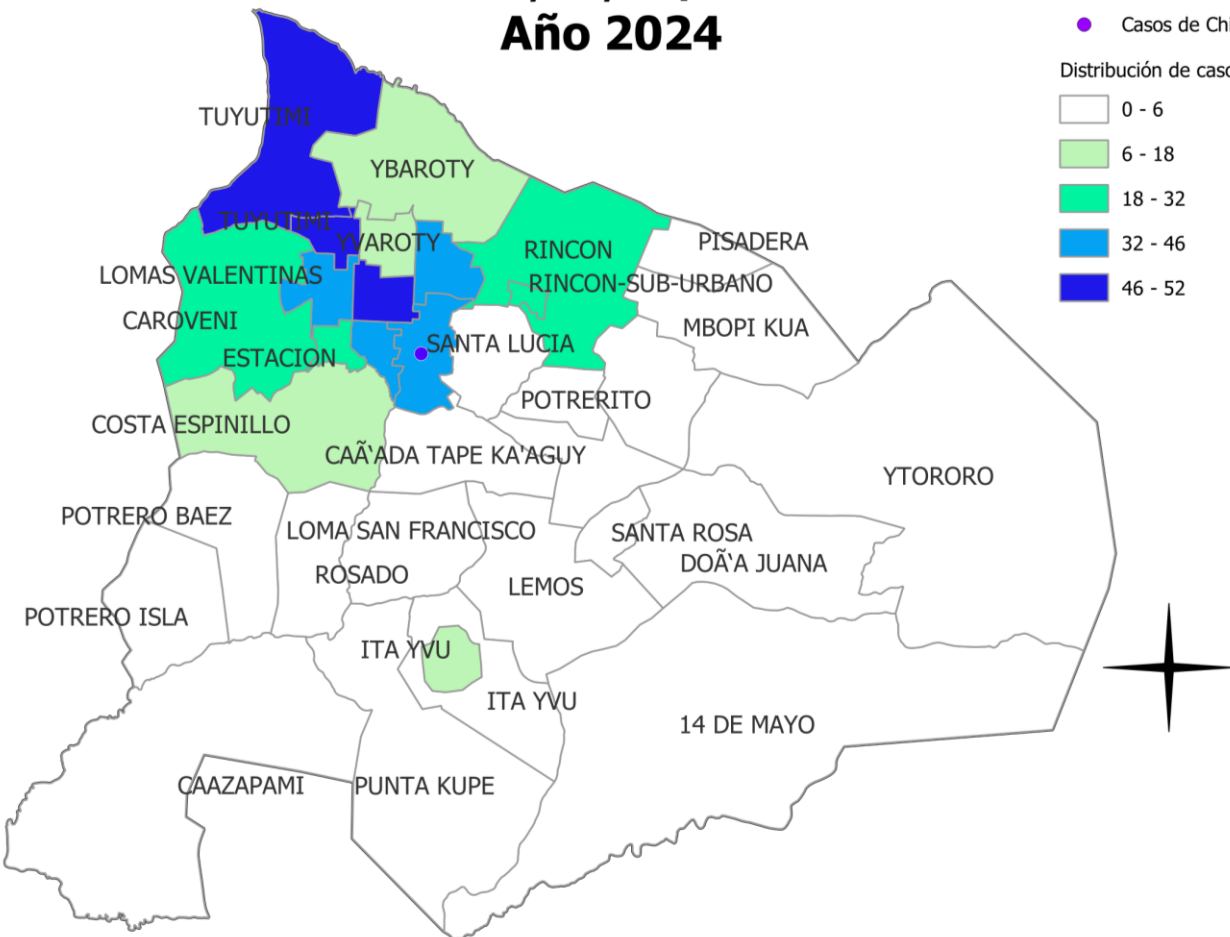 Año 2024
Casos de
Distribución de
0 - 6
6 - 18
18 - 32
32 - 46
46 - 52
TUYUTIMI
YBAROTY
TUYUTIMI
YVAROTY
RINCON
PISADERA
LOMAS VALENTINAS
RINCON-SUB-URBANO
CAROVENI
MBOPI KUA
ESTACION
SANTA LUCIA
POTRERITO
COSTA ESPINILLO
CAÃ‘ADA TAPE KA'AGUY
YTORORO
POTRERO BAEZ
LOMA SAN FRANCISCO
SANTA ROSA
DOÃ‘A JUANA
ROSADO
LEMOS
POTRERO ISLA
ITA YVU
ITA YVU
14 DE MAYO
CAAZAPAMI
PUNTA KUPE